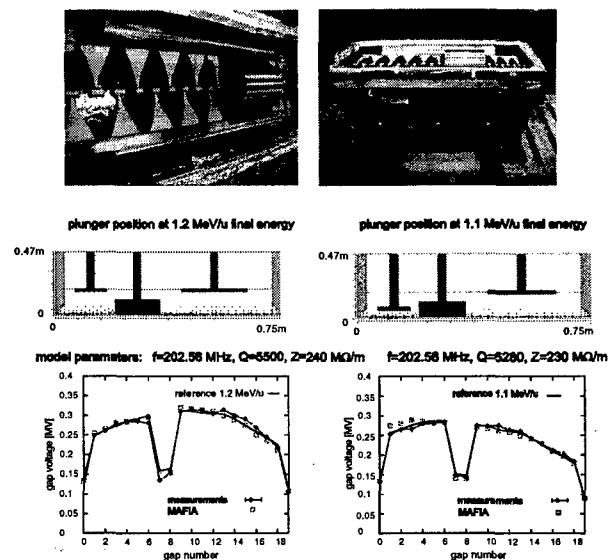 plunger position at 1.2 MeV/u final energy
plunger position at 1.1 MeV/u final energy
0.47m
0
0
0.75m
0.47m
0
0
0.75m
model parameters: f=202.56 MHz, Q=5500, Z=240 MΩ/m
f=202.56 MHz, Q=5280, Z=230 MΩ/m
gap voltage [MV]
0.4
0.35
0.3
0.25
0.2
0.15
0.1
0.05
0
reference 1.2 MeV/u
measurements
MAFIA
0 2 4 6 8 10 12 14 16 18
gap number
gap voltage [MV]
0.4
0.35
0.3
0.25
0.2
0.15
0.1
0.05
0
reference 1.1 MeV/u
measurements
MAFIA
0 2 4 6 8 10 12 14 16 18
gap number